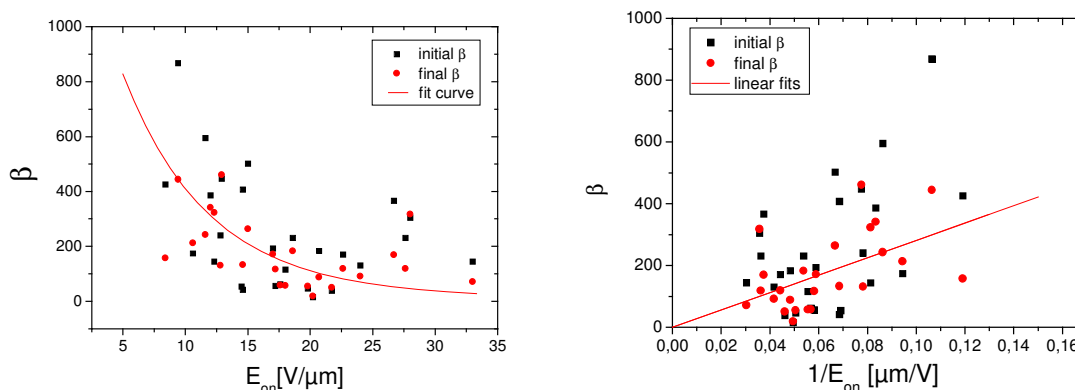 1000
800
600
400
200
0
β
5
10
15
20
25
30
35
E_on[V/µm]
initial β
final β
fit curve
1000
800
600
400
200
0
β
0,00
0,02
0,04
0,06
0,08
0,10
0,12
0,14
0,16
1/E_on [µm/V]
initial β
final β
linear fits